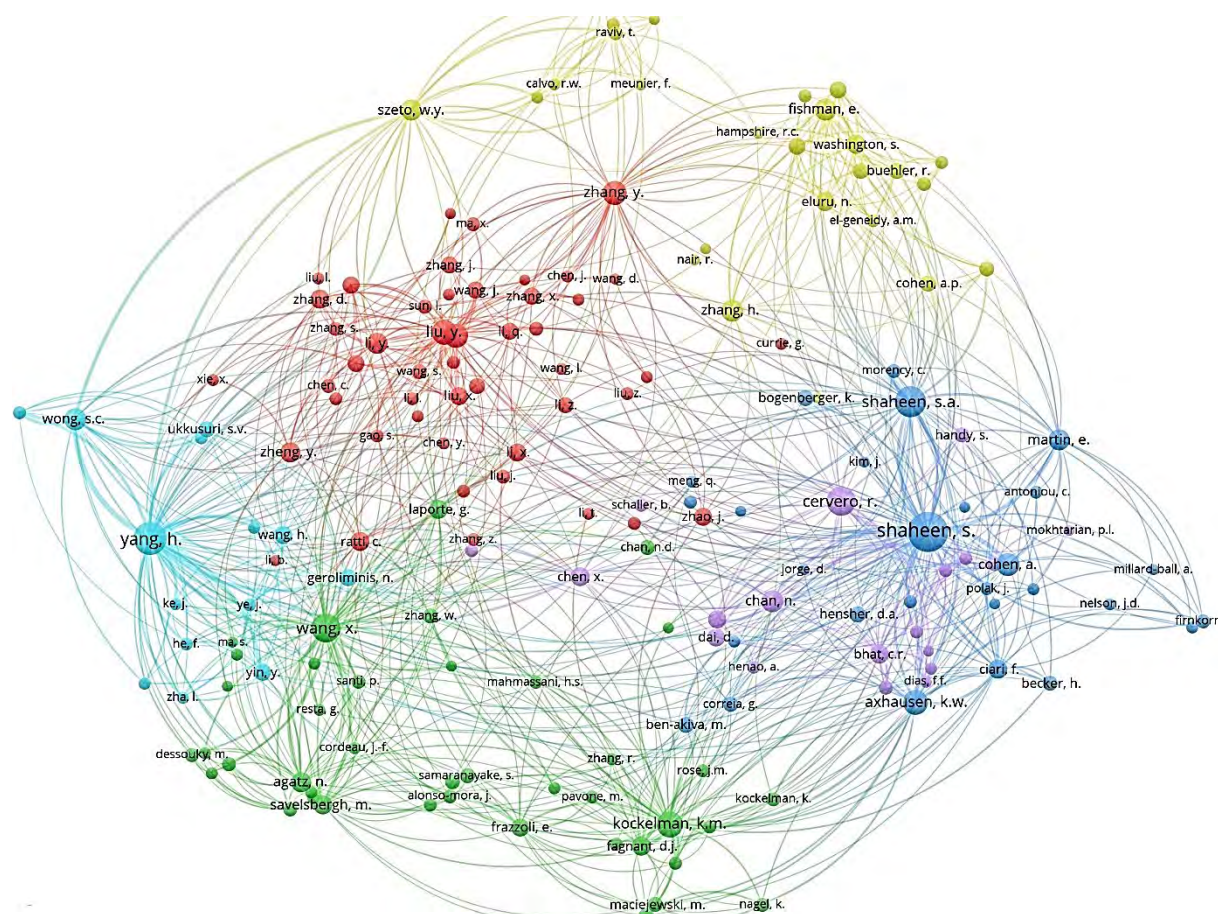 raviv, t.
calvo, r.w.
meunier, f.
szeto, w.y.
fishman, e.
hampshire, r.c.
washington, s.
buehler, r.
zhang, y.
eluru, n.
el-geneidy, a.m.
ma, x.
nair, r.
zhang, j.
liu, l.
chen, j.
wang, d.
cohen, a.p.
zhang, d.
wang, j.
zhang, x.
sun, l.
zhang, h.
zhang, s.
liu, y.
li, q.
li, y.
currie, g.
wang, s.
wang, l.
morency, c.
xie, x.
chen, c.
li, l.
liu, x.
li, z.
liu, z.
bogenberger, k.
shaheen, s.a.
wong, s.c.
ukkusuri, s.v.
gao, s.
chen, y.
handy, s.
martin, e.
zheng, y.
li, x.
kim, j.
liu, j.
meng, q.
antoniou, c.
laporte, g.
schaller, b.
cervero, r.
li, t.
zhao, j.
mokhtarian, p.l.
yang, h.
wang, h.
ratti, c.
zhang, z.
chan, n.d.
shaheen, s.
li, b.
geroliminis, n.
chen, x.
jorge, d.
cohen, a.
millard-ball, a.
polak, j.
ke, j.
ye, j.
zhang, w.
chan, n.
hensher, d.a.
nelson, j.d.
firnkorn
wang, x.
he, f.
ma, s.
dai, d.
bhat, c.r.
yin, y.
henao, a.
ciari, f.
zha, l.
santi, p.
mahmassani, h.s.
dias, f.f.
becker, h.
resta, g.
correia, g.
axhausen, k.w.
ben-akiva, m.
dessouky, m.
cordeau, j.-f.
zhang, r.
rose, j.m.
agatz, n.
samaranayake, s.
savelsbergh, m.
alonso-mora, j.
pavone, m.
kockelman, k.
frazzoli, e.
kockelman, k.m.
fagnant, d.j.
maciejewski, m.
nagel, k.